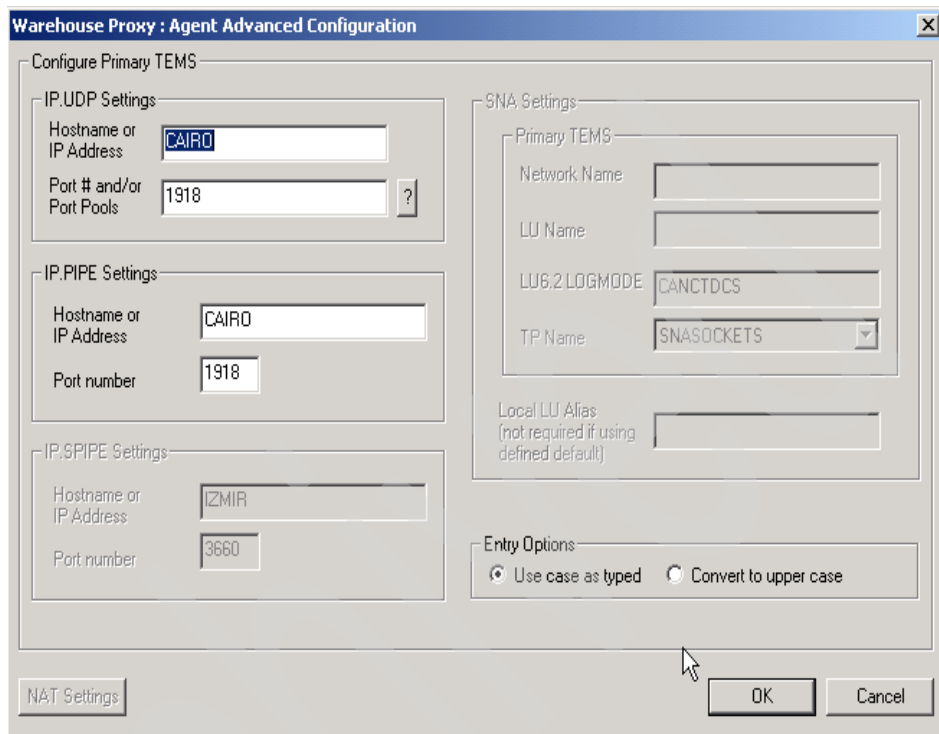 Warehouse Proxy : Agent Advanced Configuration
Configure Primary TEMS
IP.UDP Settings
Hostname or
IP Address
CAIRO
Port # and/or
Port Pools
1918
?
IP.PIPE Settings
Hostname or
IP Address
CAIRO
Port number
1918
IP.SPIPE Settings
Hostname or
IP Address
IZMIR
Port number
3660
SNA Settings
Primary TEMS
Network Name
LU Name
LU6.2 LOGMODE
CANCTDCS
TP Name
SNASOCKETS
Local LU Alias
(not required if using
defined default)
Entry Options
Use case as typed
Convert to upper case
NAT Settings
OK
Cancel